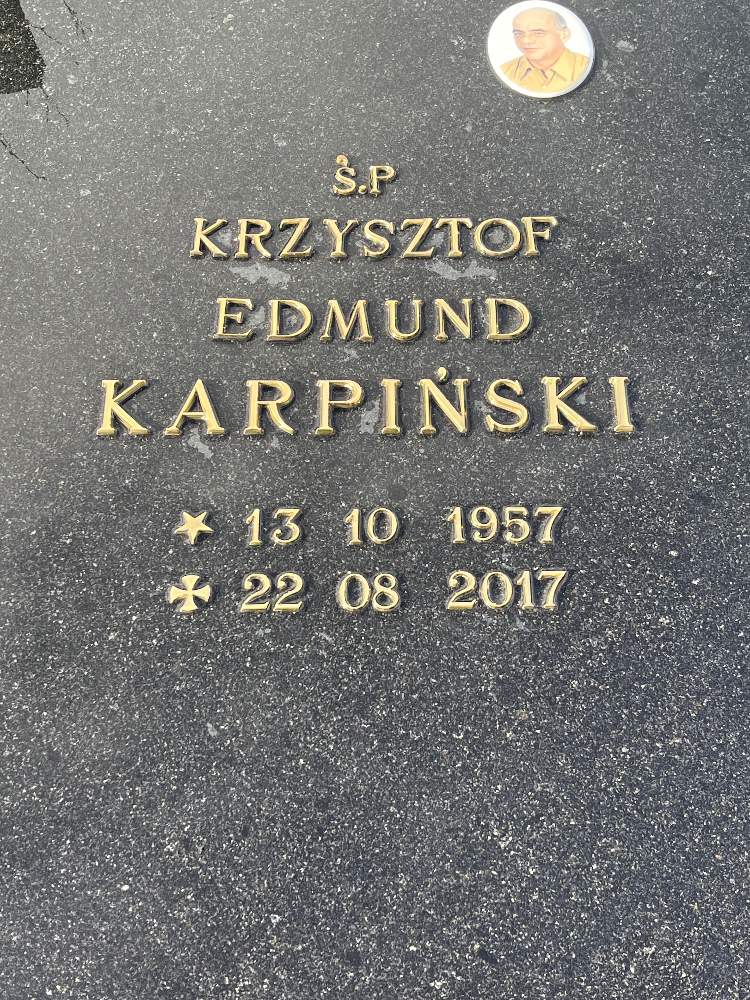 Ś.P
KRZYSZTOF
EDMUND
KARPIŃSKI
13 10 1957
22 08 2017